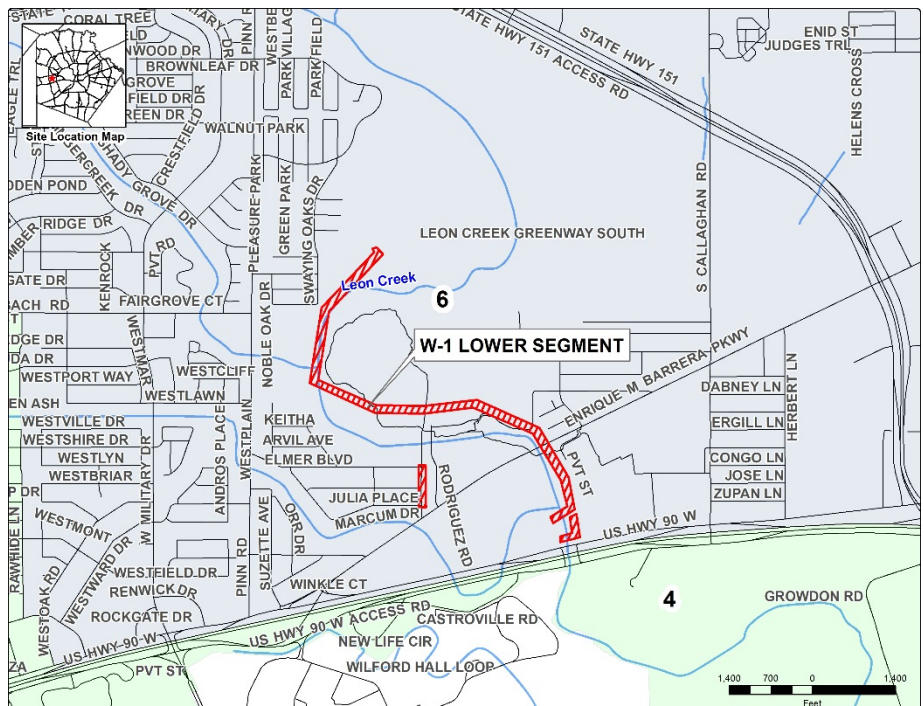 STATE
CORAL TREE
FIELD
NWOOD DR
BROWNLEAF DR
GROVE
FIELD DR
REEN DR
CRESTFIELD DR
MILITARY DR
PINN R
WESTBE
PARK VILLAG
PARKFIELD
STATE HWY 151
STATE HWY 151 ACCESS RD
ENID ST
JUDGES TRL
HELENS CROSS
EAGLE TRL
Site Location Map
WALNUT PARK
SHADY GROVE DR
DDEN POND
RIDGE DR
KENROCK
PVT RD
PLEASURE PARK
GREEN PARK
SWAYING OAKS DR
LEON CREEK GREENWAY SOUTH
S CALLAGHAN RD
GATE DR
Leon Creek
6
BACH RD
FAIRGROVE CT
NOBLE OAK DR
W-1 LOWER SEGMENT
DGE DR
DA DR
WESTMAR
WESTCLIFF
WESTPORT WAY
WESTLAWN
EN ASH
WESTVILLE DR
WESTSHIRE DR
WESTLYN
WESTBRIAR
W MILITARY DR
ANDROS PLACE
WESTPLAIN
KEITHA
ARVIL AVE
ELMER BLVD
ENRIQUE M BARRERA PKWY
DABNEY LN
HERBERT LN
ERGILL LN
CONGO LN
JOSE LN
ZUPAN LN
PVT ST
P DR
JULIA PLACE
MARCUM DR
RODRIGUEZ RD
US HWY 90 W
RAWHIDE LN
WESTMONT
WESTWARD DR
WESTOAK RD
PINN RD
SUZETTE AVE
ORR DR
WESTFIELD DR
RENWICK DR
ROCKGATE DR
WINKLE CT
4
GROWDON RD
US HWY 90 W
US HWY 90 W ACCESS RD
CASTROVILLE RD
NEW LIFE CIR
WILFORD HALL LOOP
ZA
PVT ST
1,400 700 0 1,400
Feet